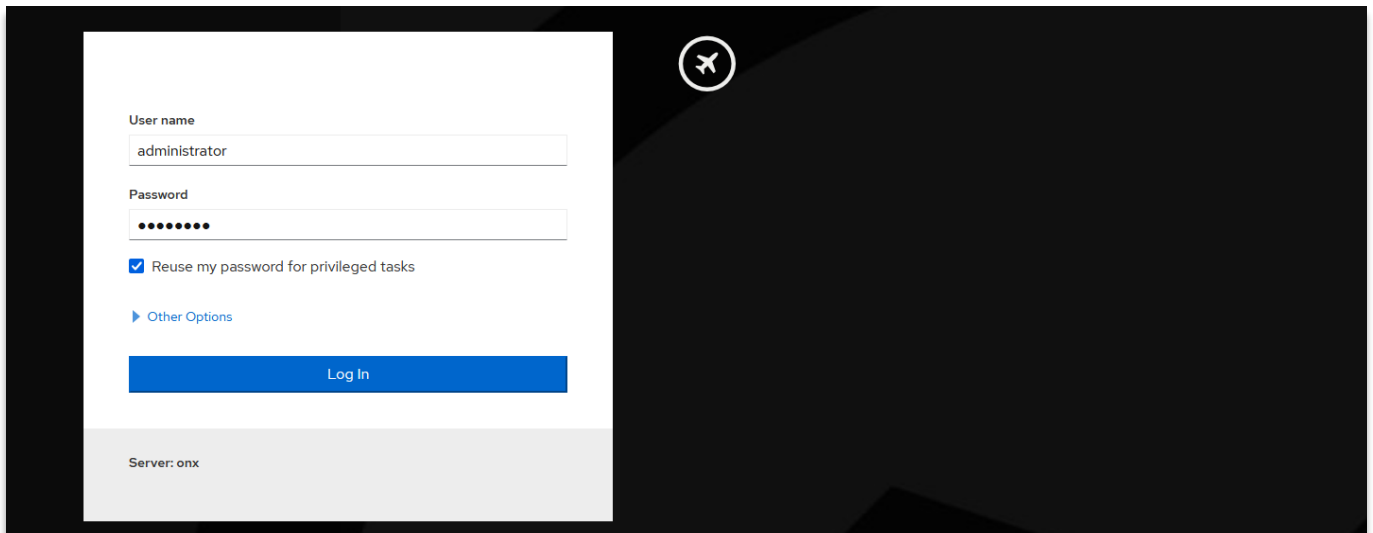 User name
administrator
Password
••••••••
Reuse my password for privileged tasks
Other Options
Log In
Server: onx